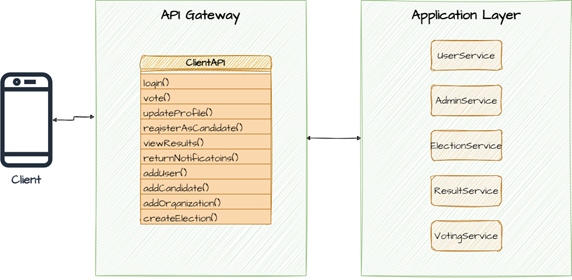 API Gateway
Application Layer
ClientAPI
login()
vote()
updateProfile()
registerAsCandidate()
viewResults()
returnNotificatoins()
addUser()
addCandidate()
addOrganization()
createElection()
Client
UserService
AdminService
ElectionService
ResultService
VotingService